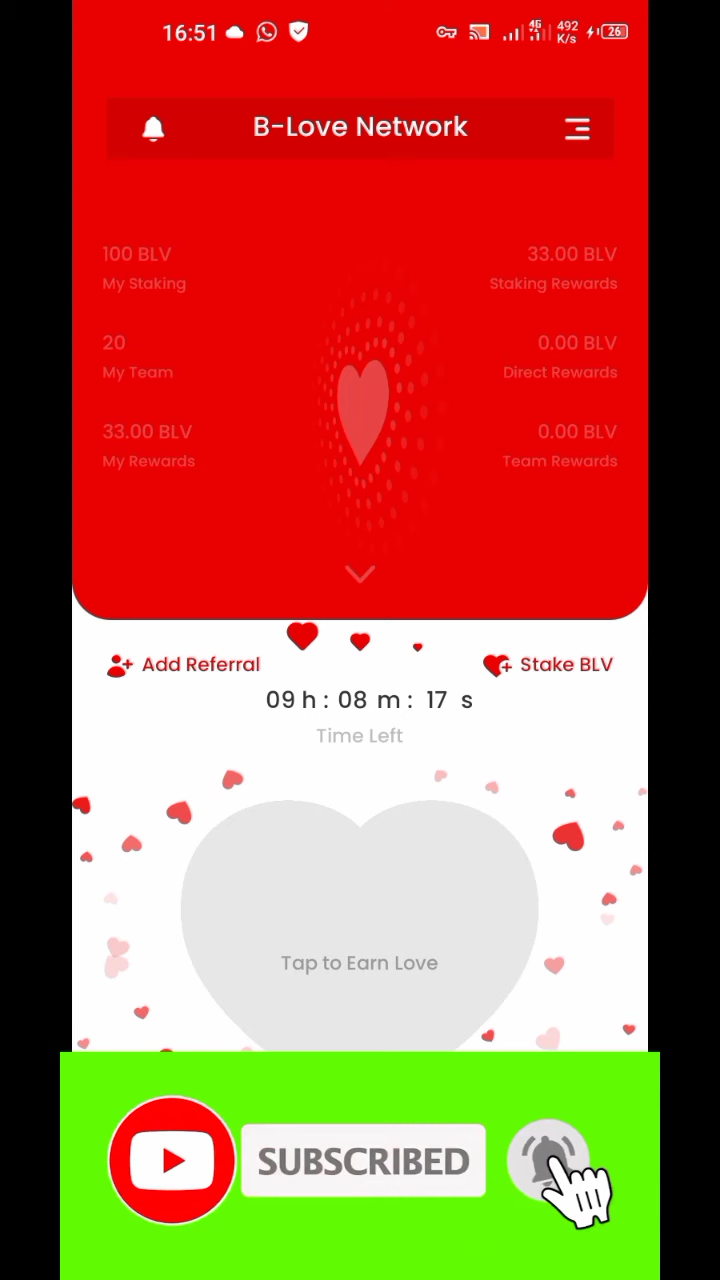 16:51
4G
492
K/s
26
B-Love Network
100 BLV
My Staking
33.00 BLV
Staking Rewards
20
My Team
0.00 BLV
Direct Rewards
33.00 BLV
My Rewards
0.00 BLV
Team Rewards
Add Referral
Stake BLV
09 h : 08 m : 17 s
Time Left
Tap to Earn Love
SUBSCRIBED